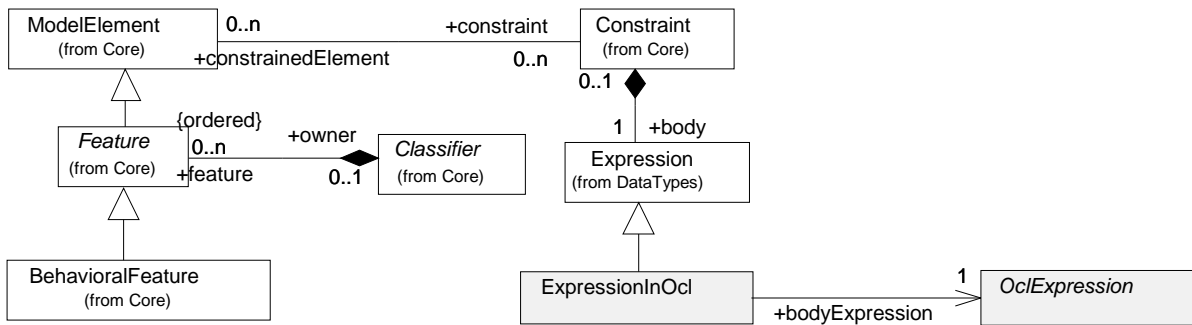 ModelElement
(from Core)
0..n
+constrainedElement
+constraint
0..n
Constraint
(from Core)
0..1
1
+body
{ordered}
Feature
(from Core)
0..n
+feature
+owner
0..1
Classifier
(from Core)
Expression
(from DataTypes)
BehavioralFeature
(from Core)
ExpressionInOcl
1
+bodyExpression
OclExpression